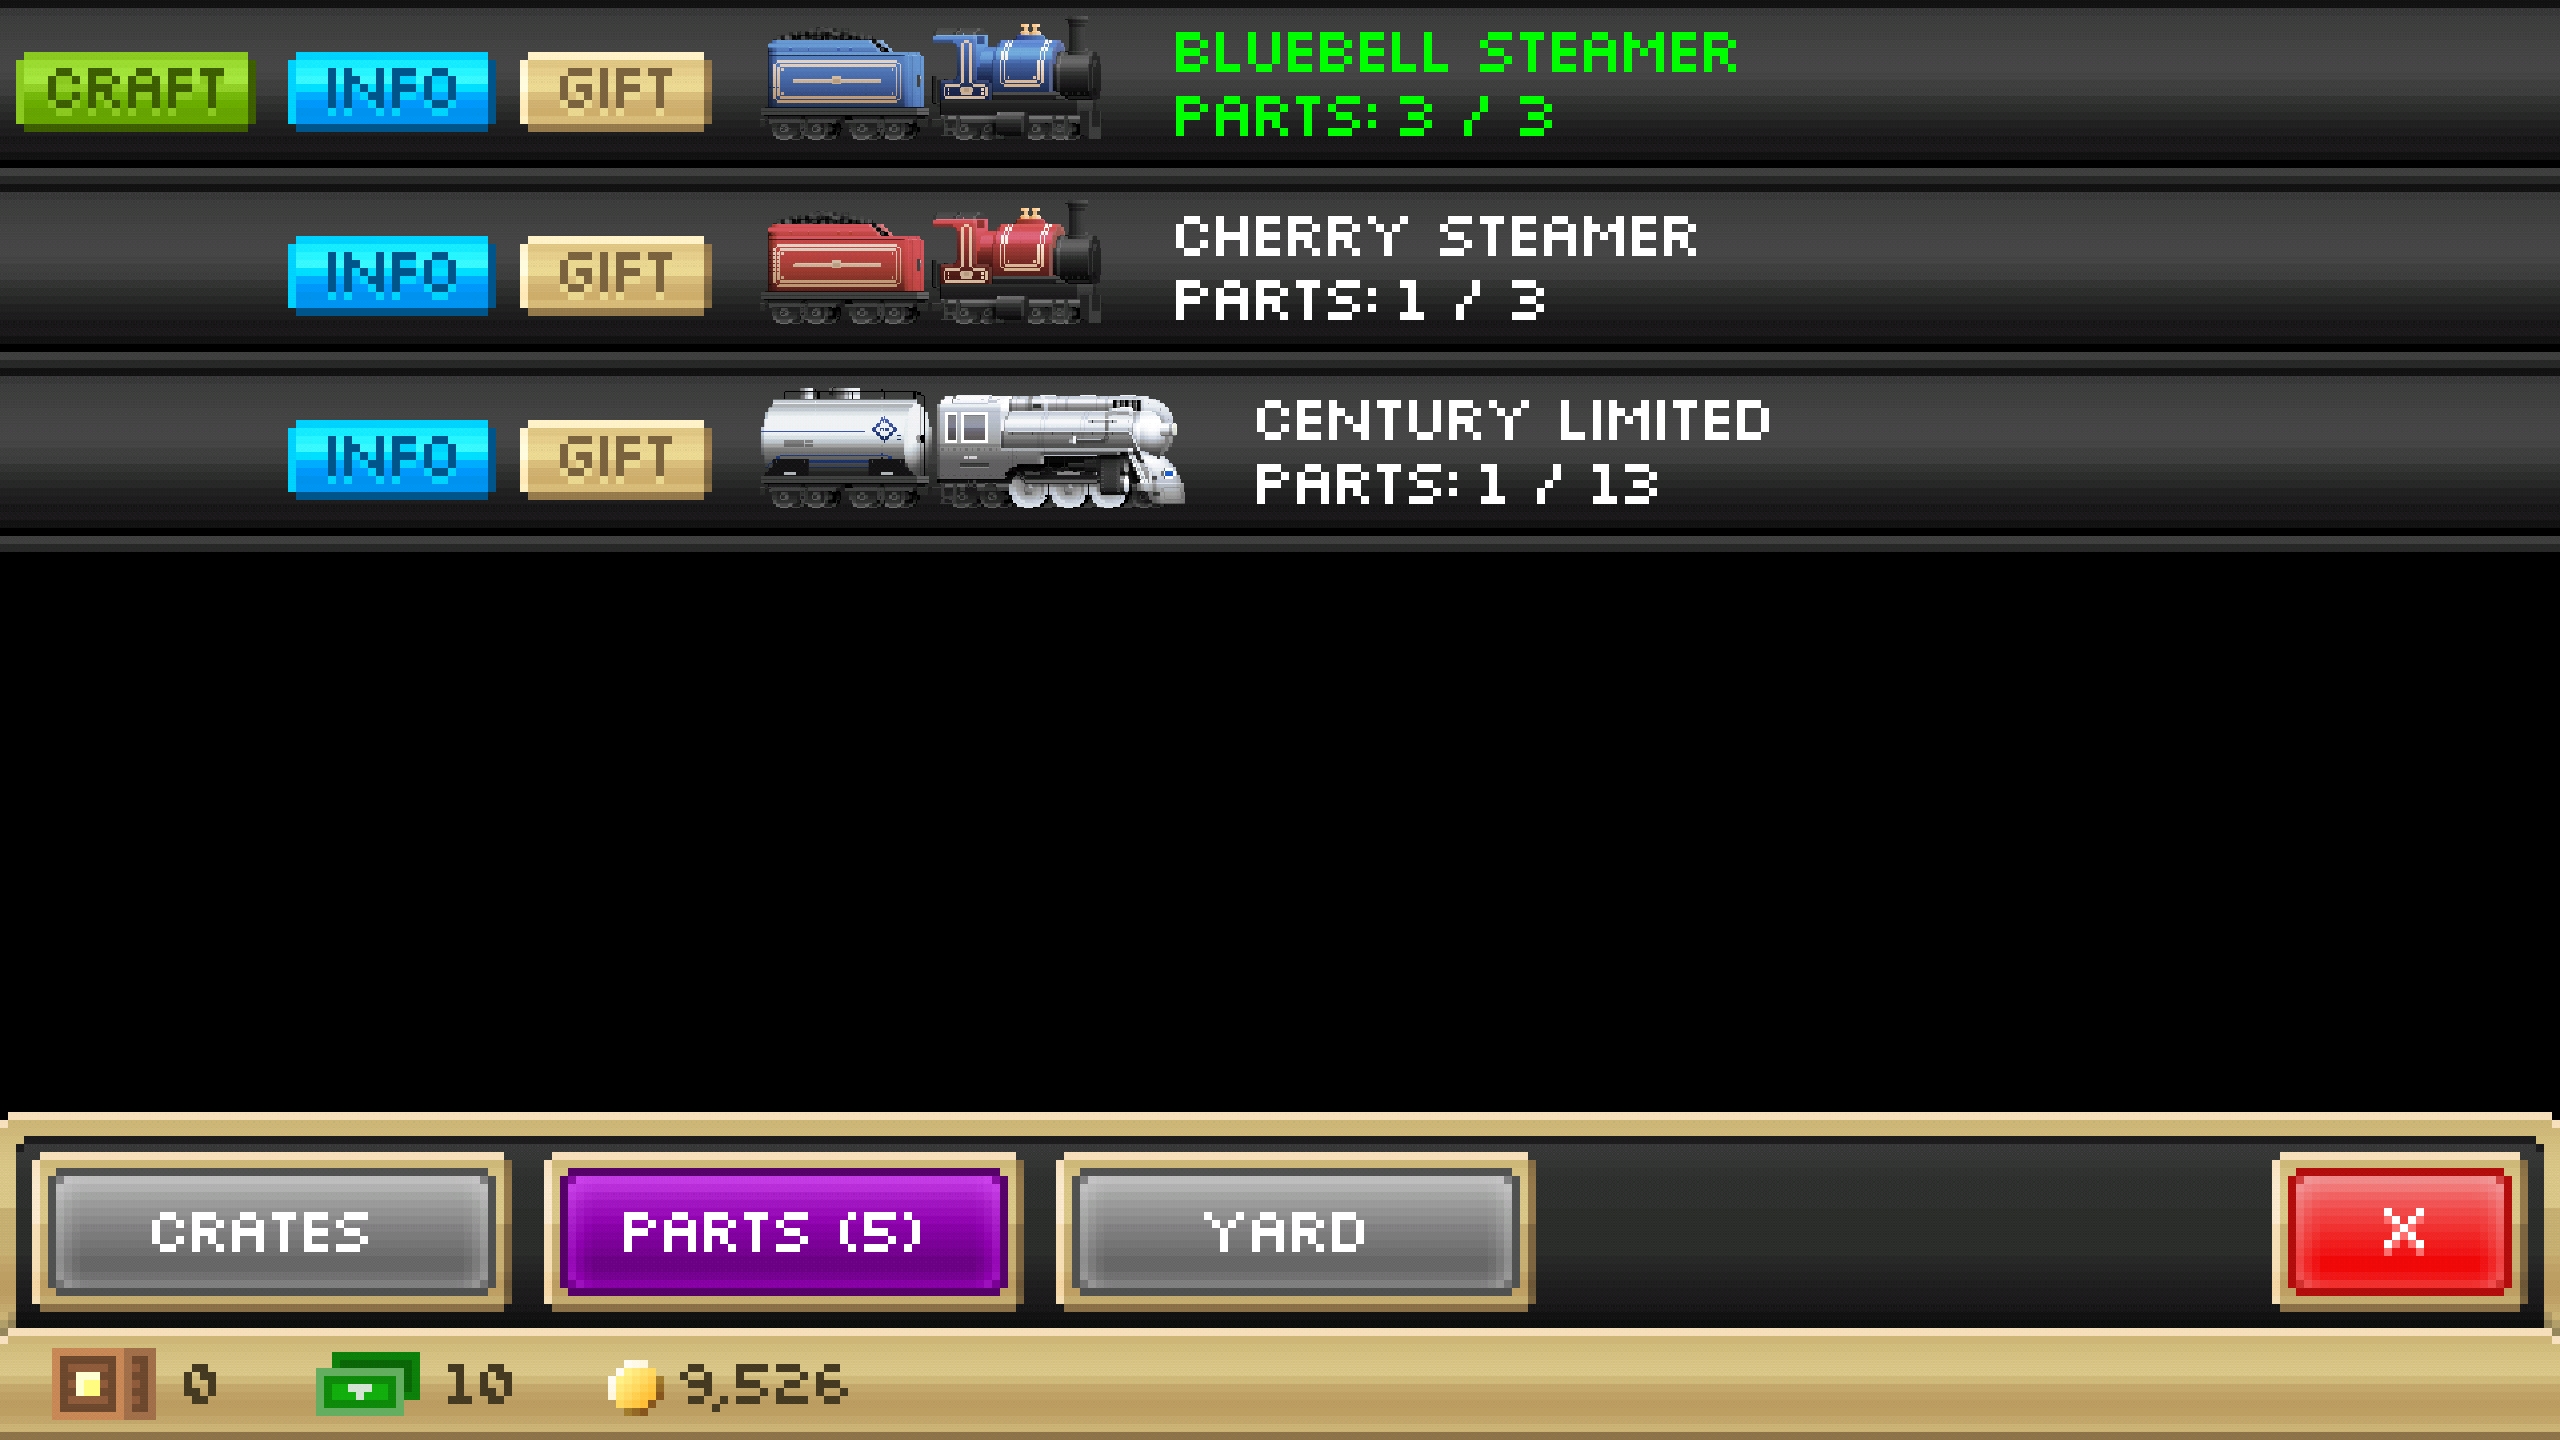 CRAFT INFO GIFT BLUEBELL STEAMER
PARTS: 3 / 3
INFO GIFT CHERRY STEAMER
PARTS: 1 / 3
INFO GIFT CENTURY LIMITED
PARTS: 1 / 13
CRATES PARTS (5) YARD X
0 10 9,526